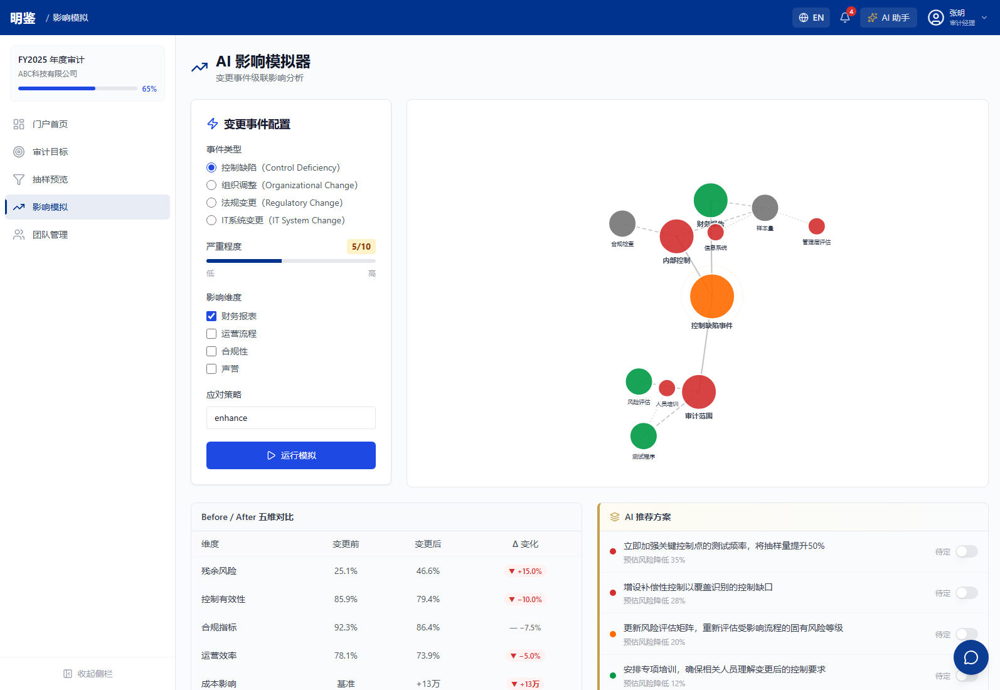 明鉴 / 影响模拟
EN
4
AI 助手
张明
审计经理
FY2025 年度审计
ABC科技有限公司
65%
门户首页
审计目标
抽样预览
影响模拟
团队管理
收起侧栏
AI 影响模拟器
变更事件级联影响分析
变更事件配置
事件类型
控制缺陷（Control Deficiency）
组织调整（Organizational Change）
法规变更（Regulatory Change）
IT系统变更（IT System Change）
严重程度
5/10
低
高
影响维度
财务报表
运营流程
合规性
声誉
应对策略
enhance
运行模拟
财务报告
样本量
合规检查
管理层评估
信息系统
内部控制
控制缺陷事件
风险评估
人员培训
审计范围
测试程序
Before / After 五维对比
维度 变更前 变更后 Δ 变化
残余风险 25.1% 46.6% ▼ +15.0%
控制有效性 85.9% 79.4% ▼ −10.0%
合规指标 92.3% 86.4% — −7.5%
运营效率 78.1% 73.9% ▼ −5.0%
成本影响 基准 +13万 ▼ +13万
AI 推荐方案
立即加强关键控制点的测试频率，将抽样量提升50%
预估风险降低 35%
待定
增设补偿性控制以覆盖识别的控制缺口
预估风险降低 28%
待定
更新风险评估矩阵，重新评估受影响流程的固有风险等级
预估风险降低 20%
待定
安排专项培训，确保相关人员理解变更后的控制要求
预估风险降低 12%
待定